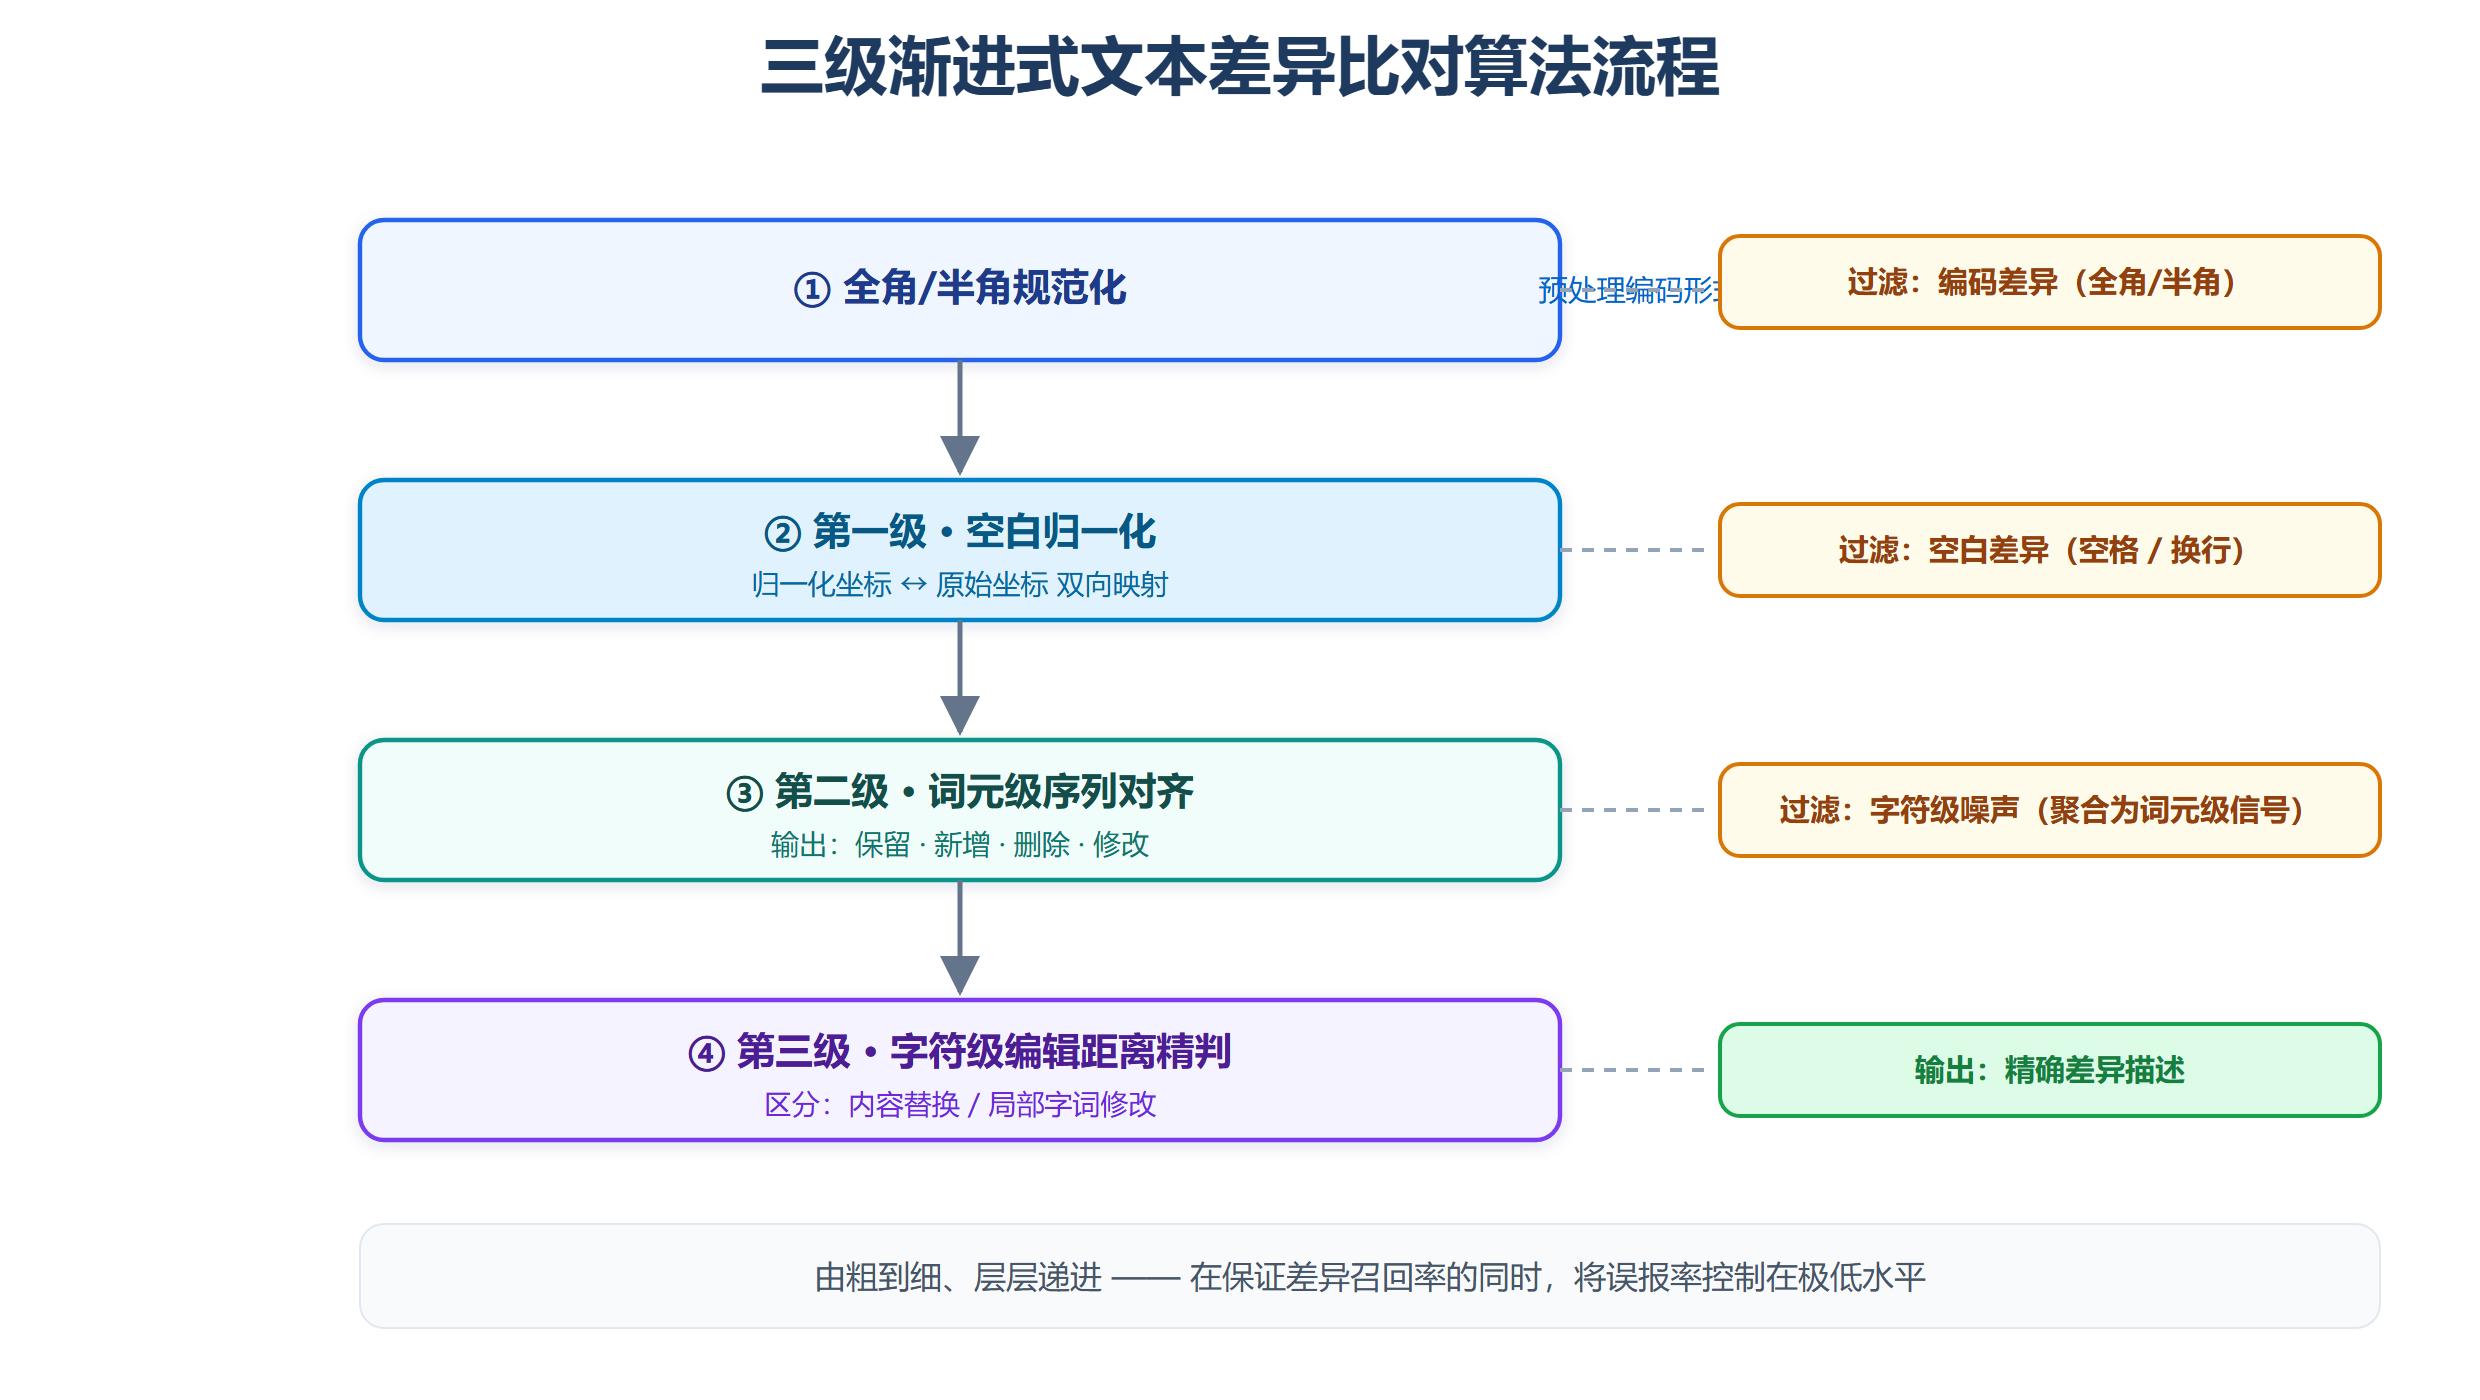 三级渐进式文本差异比对算法流程
① 全角/半角规范化
预处理编码形
过滤：编码差异（全角/半角）
② 第一级 · 空白归一化
归一化坐标 ↔ 原始坐标 双向映射
过滤：空白差异（空格 / 换行）
③ 第二级 · 词元级序列对齐
输出：保留 · 新增 · 删除 · 修改
过滤：字符级噪声（聚合为词元级信号）
④ 第三级 · 字符级编辑距离精判
区分：内容替换 / 局部字词修改
输出：精确差异描述
由粗到细、层层递进 —— 在保证差异召回率的同时，将误报率控制在极低水平